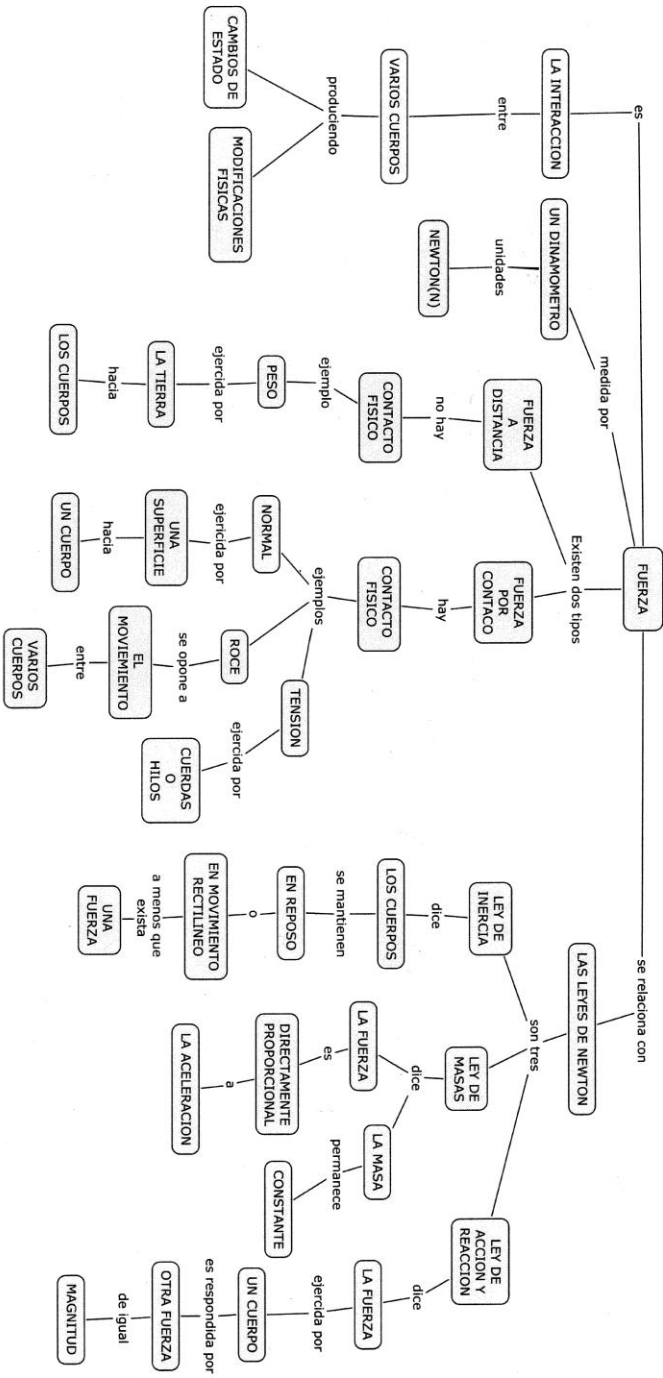 FUERZA
es
medida por
Existen dos tipos
se relaciona con
LA INTERACCION
entre
VARIOS CUERPOS
produciendo
CAMBIOS DE
ESTADO
MODIFICACIONES
FISICAS
UN DINAMOMETRO
unidades
NEWTON(N)
FUERZA
A
DISTANCIA
no hay
CONTACTO
FISICO
ejemplo
PESO
ejercida por
LA TIERRA
hacia
LOS CUERPOS
FUERZA
POR
CONTACO
hay
CONTACTO
FISICO
ejemplos
NORMAL
ejericida por
UNA
SUPERFICIE
hacia
UN CUERPO
ROCE
se opone a
EL
MOVIEMIENTO
entre
VARIOS
CUERPOS
TENSION
ejercida por
CUERDAS
O
HILOS
LAS LEYES DE NEWTON
son tres
LEY DE
INERCIA
dice
LOS CUERPOS
se mantienen
EN REPOSO
o
EN MOVIMIENTO
RECTILINEO
a menos que
exista
UNA
FUERZA
LEY DE
MASAS
dice
LA FUERZA
es
DIRECTAMENTE
PROPORCIONAL
a
LA ACELERACION
LA MASA
permanece
CONSTANTE
LEY DE
ACCION Y
REACCION
dice
LA FUERZA
ejercida por
UN CUERPO
es respondida por
OTRA FUERZA
de igual
MAGNITUD